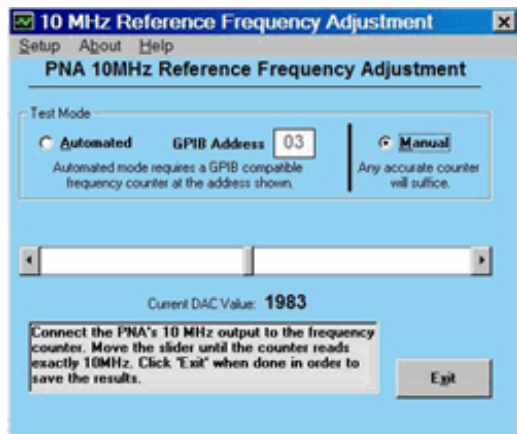 10 MHz Reference Frequency Adjustment
Setup About Help
PNA 10MHz Reference Frequency Adjustment
Test Mode
Automated GPIB Address 03 Manual
Automated mode requires a GPIB compatible
frequency counter at the address shown.
Any accurate counter
will suffice.
Current DAC Value: 1983
Connect the PNA's 10 MHz output to the frequency
counter. Move the slider until the counter reads
exactly 10MHz. Click "Exit" when done in order to
save the results.
Exit